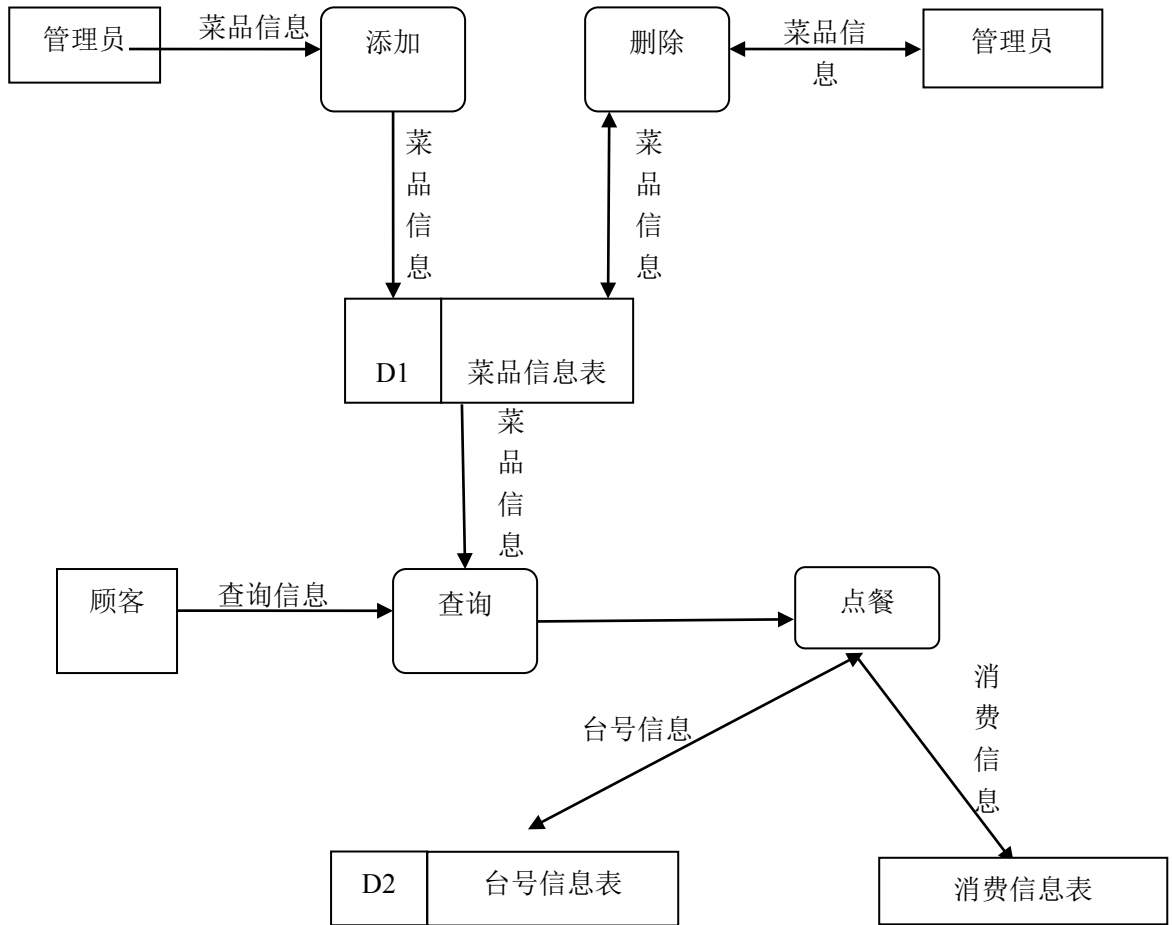 管理员
菜品信息
添加
删除
菜品信
息
管理员
菜品信息
菜品信息
D1
菜品信息表
菜品信息
顾客
查询信息
查询
点餐
台号信息
消费信息
D2
台号信息表
消费信息表